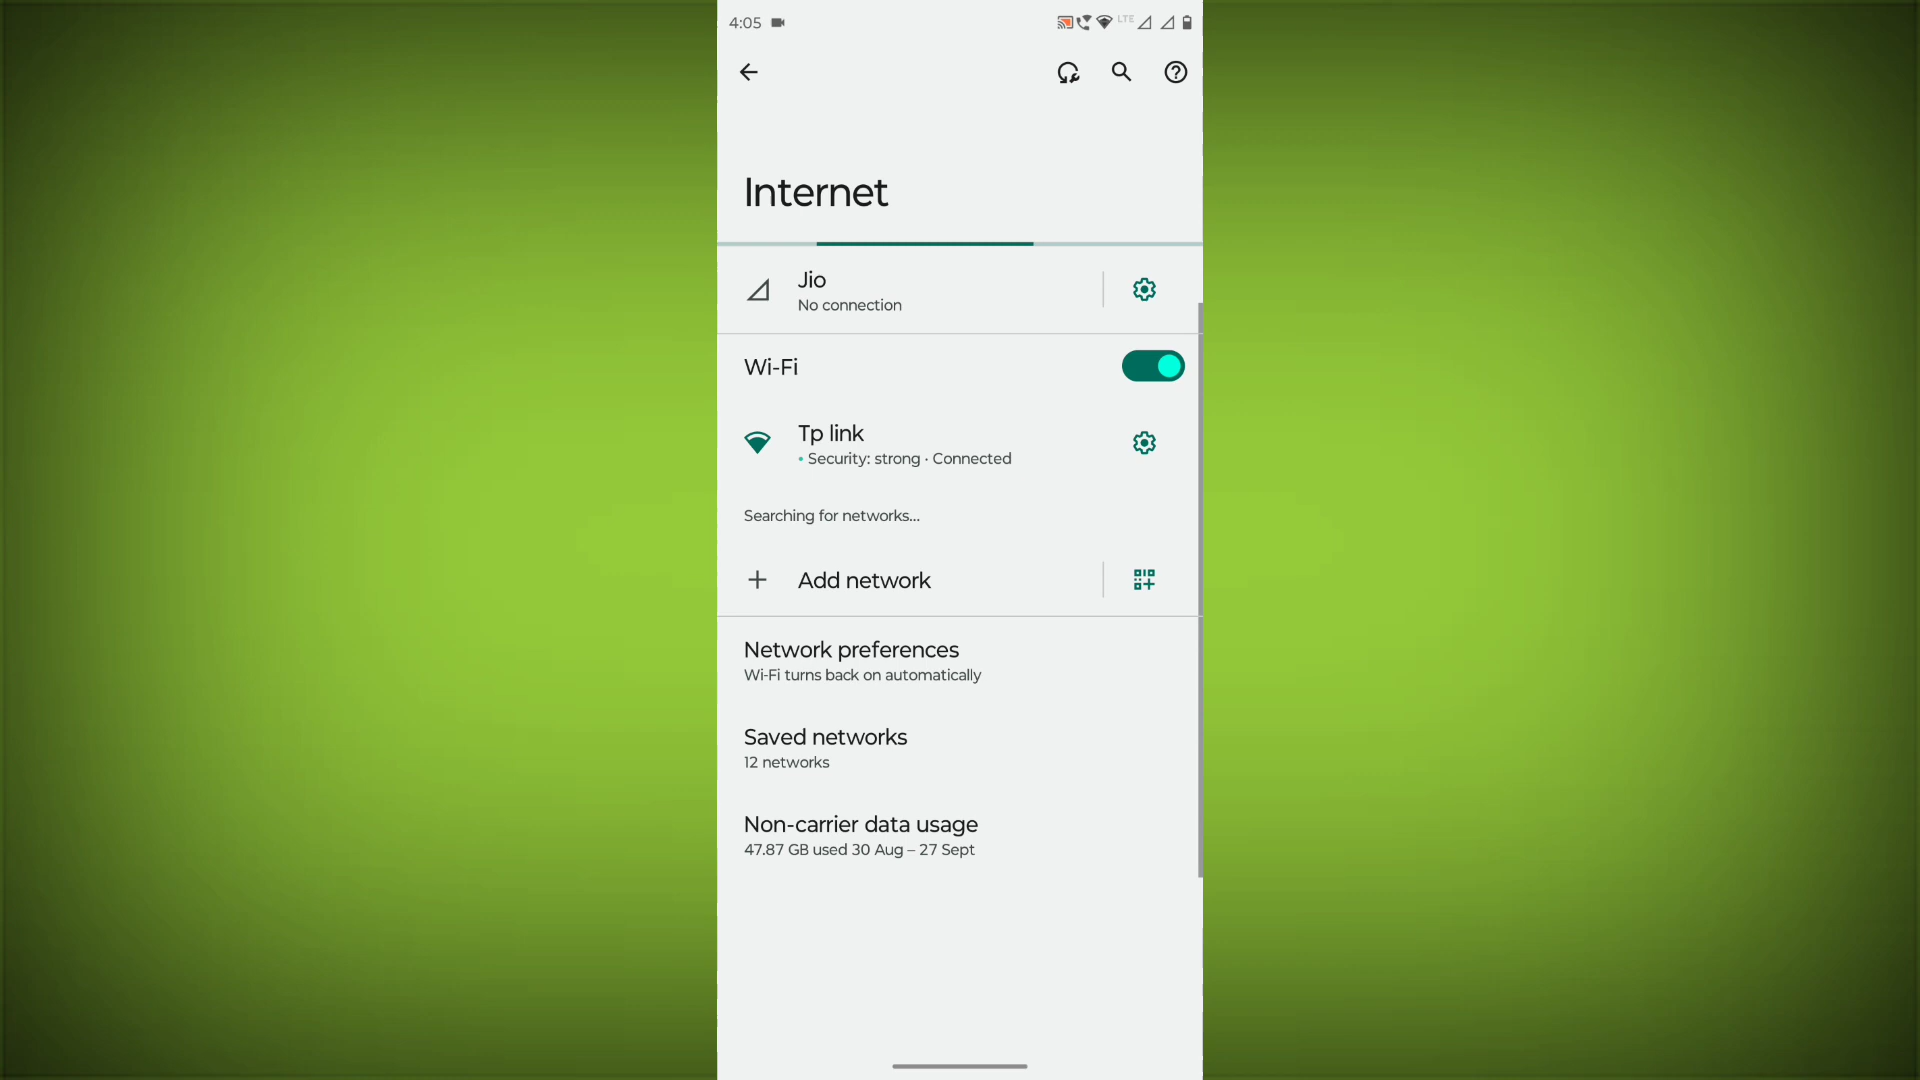 4:05
LTE
Internet
Jio
No connection
Wi-Fi
Tp link
Security: strong · Connected
Searching for networks…
Add network
Network preferences
Wi-Fi turns back on automatically
Saved networks
12 networks
Non-carrier data usage
47.87 GB used 30 Aug – 27 Sept